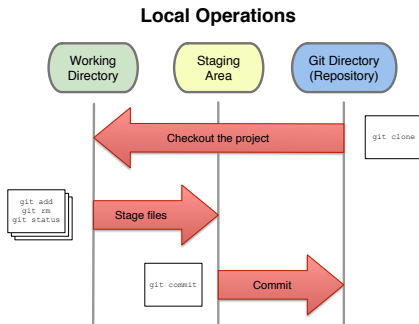 Local Operations
Working
Directory
Staging
Area
Git Directory
(Repository)
Checkout the project
git clone
git add
git rm
git status
Stage files
git commit
Commit